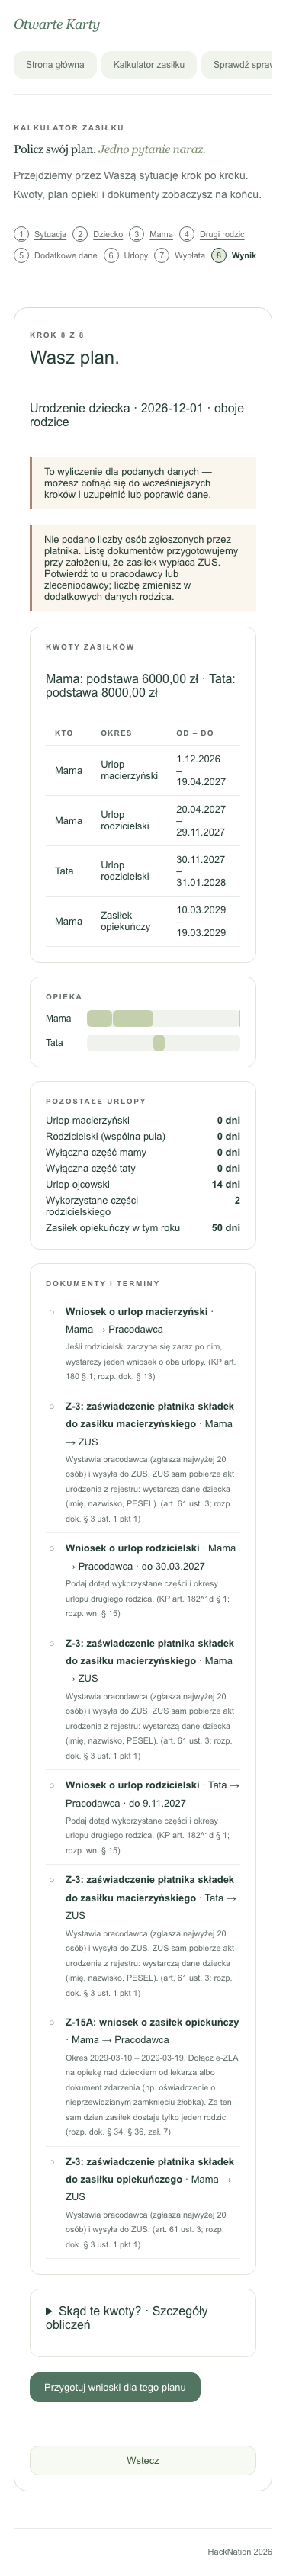 Otwarte Karty
Strona główna
Kalkulator zasiłku
Sprawdź spraw
KALKULATOR ZASIŁKU
Policz swój plan. Jedno pytanie naraz.
Przejdziemy przez Waszą sytuację krok po kroku.
Kwoty, plan opieki i dokumenty zobaczysz na końcu.
1 Sytuacja 2 Dziecko 3 Mama 4 Drugi rodzic
5 Dodatkowe dane 6 Urlopy 7 Wypłata 8 Wynik
KROK 8 Z 8
Wasz plan.
Urodzenie dziecka · 2026-12-01 · oboje
rodzice
To wyliczenie dla podanych danych —
możesz cofnąć się do wcześniejszych
kroków i uzupełnić lub poprawić dane.
Nie podano liczby osób zgłoszonych przez
płatnika. Listę dokumentów przygotowujemy
przy założeniu, że zasiłek wypłaca ZUS.
Potwierdź to u pracodawcy lub
zleceniodawcy; liczbę zmienisz w
dodatkowych danych rodzica.
KWOTY ZASIŁKÓW
Mama: podstawa 6000,00 zł · Tata:
podstawa 8000,00 zł
KTO OKRES OD – DO
Mama
Urlop
macierzyński
1.12.2026
–
19.04.2027
Mama
Urlop
rodzicielski
20.04.2027
–
29.11.2027
Tata
Urlop
rodzicielski
30.11.2027
–
31.01.2028
Mama
Zasiłek
opiekuńczy
10.03.2029
–
19.03.2029
OPIEKA
Mama
Tata
POZOSTAŁE URLOPY
Urlop macierzyński 0 dni
Rodzicielski (wspólna pula) 0 dni
Wyłączna część mamy 0 dni
Wyłączna część taty 0 dni
Urlop ojcowski 14 dni
Wykorzystane części 2
rodzicielskiego
Zasiłek opiekuńczy w tym roku 50 dni
DOKUMENTY I TERMINY
Wniosek o urlop macierzyński ·
Mama → Pracodawca
Jeśli rodzicielski zaczyna się zaraz po nim,
wystarczy jeden wniosek o oba urlopy. (KP art.
180 § 1; rozp. dok. § 13)
Z-3: zaświadczenie płatnika składek
do zasiłku macierzyńskiego · Mama
→ ZUS
Wystawia pracodawca (zgłasza najwyżej 20
osób) i wysyła do ZUS. ZUS sam pobierze akt
urodzenia z rejestru: wystarczą dane dziecka
(imię, nazwisko, PESEL). (art. 61 ust. 3; rozp.
dok. § 3 ust. 1 pkt 1)
Wniosek o urlop rodzicielski · Mama
→ Pracodawca · do 30.03.2027
Podaj dotąd wykorzystane części i okresy
urlopu drugiego rodzica. (KP art. 182^1d § 1;
rozp. wn. § 15)
Z-3: zaświadczenie płatnika składek
do zasiłku macierzyńskiego · Mama
→ ZUS
Wystawia pracodawca (zgłasza najwyżej 20
osób) i wysyła do ZUS. ZUS sam pobierze akt
urodzenia z rejestru: wystarczą dane dziecka
(imię, nazwisko, PESEL). (art. 61 ust. 3; rozp.
dok. § 3 ust. 1 pkt 1)
Wniosek o urlop rodzicielski · Tata →
Pracodawca · do 9.11.2027
Podaj dotąd wykorzystane części i okresy
urlopu drugiego rodzica. (KP art. 182^1d § 1;
rozp. wn. § 15)
Z-3: zaświadczenie płatnika składek
do zasiłku macierzyńskiego · Tata →
ZUS
Wystawia pracodawca (zgłasza najwyżej 20
osób) i wysyła do ZUS. ZUS sam pobierze akt
urodzenia z rejestru: wystarczą dane dziecka
(imię, nazwisko, PESEL). (art. 61 ust. 3; rozp.
dok. § 3 ust. 1 pkt 1)
Z-15A: wniosek o zasiłek opiekuńczy
· Mama → Pracodawca
Okres 2029-03-10 – 2029-03-19. Dołącz e-ZLA
na opiekę nad dzieckiem od lekarza albo
dokument zdarzenia (np. oświadczenie o
nieprzewidzianym zamknięciu żłobka). Za ten
sam dzień zasiłek dostaje tylko jeden rodzic.
(rozp. dok. § 34, § 36, zał. 7)
Z-3: zaświadczenie płatnika składek
do zasiłku opiekuńczego · Mama →
ZUS
Wystawia pracodawca (zgłasza najwyżej 20
osób) i wysyła do ZUS. (art. 61 ust. 3; rozp.
dok. § 3 ust. 1 pkt 1)
▶ Skąd te kwoty? · Szczegóły
obliczeń
Przygotuj wnioski dla tego planu
Wstecz
HackNation 2026